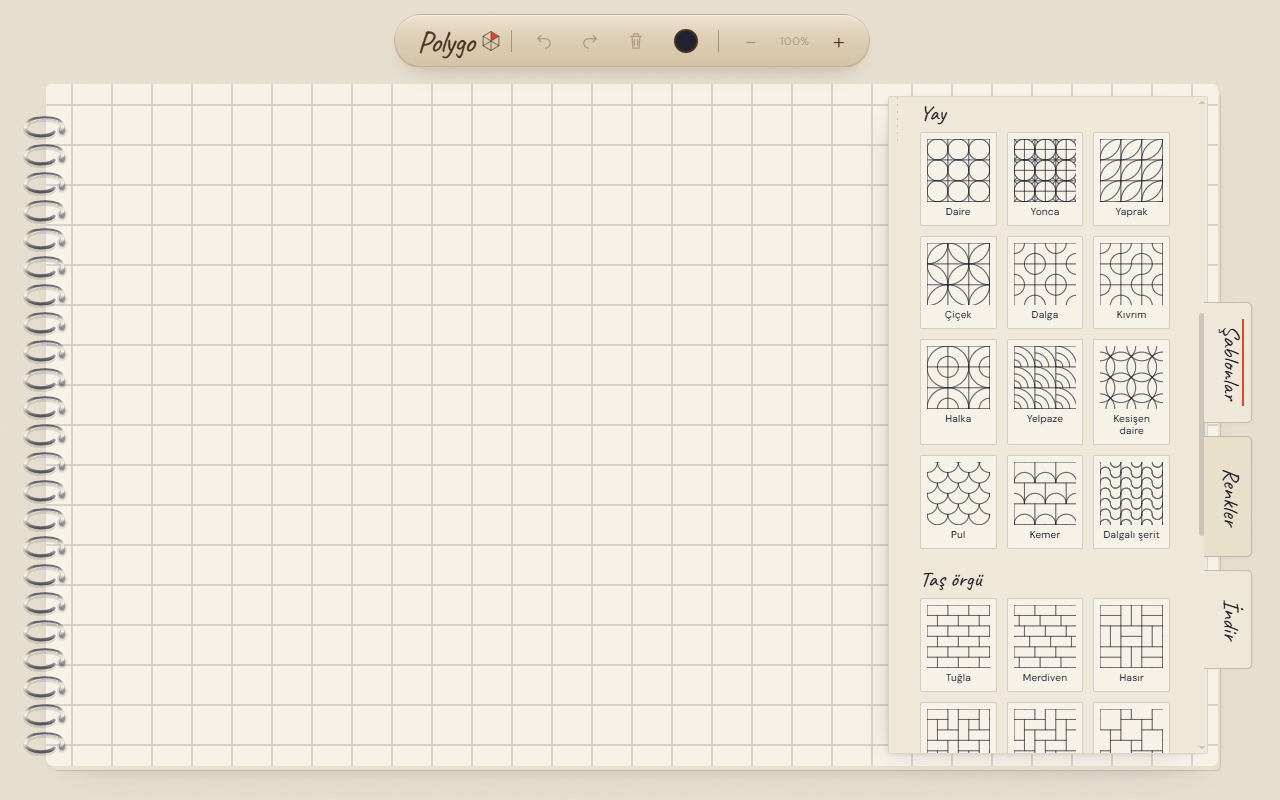 Polygo
− 100% +
Yay
Daire Yonca Yaprak
Çiçek Dalga Kıvrım
Halka Yelpaze Kesişen
daire
Pul Kemer Dalgalı şerit
Taş örgü
Tuğla Merdiven Hasır
Şablonlar
Renkler
İndir